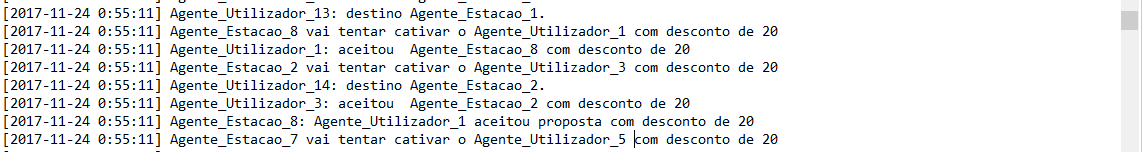 [2017-11-24 0:55:11] Agente_Utilizador_13: destino Agente_Estacao_1.
[2017-11-24 0:55:11] Agente_Estacao_8 vai tentar cativar o Agente_Utilizador_1 com desconto de 20
[2017-11-24 0:55:11] Agente_Utilizador_1: aceitou  Agente_Estacao_8 com desconto de 20
[2017-11-24 0:55:11] Agente_Estacao_2 vai tentar cativar o Agente_Utilizador_3 com desconto de 20
[2017-11-24 0:55:11] Agente_Utilizador_14: destino Agente_Estacao_2.
[2017-11-24 0:55:11] Agente_Utilizador_3: aceitou  Agente_Estacao_2 com desconto de 20
[2017-11-24 0:55:11] Agente_Estacao_8: Agente_Utilizador_1 aceitou proposta com desconto de 20
[2017-11-24 0:55:11] Agente_Estacao_7 vai tentar cativar o Agente_Utilizador_5 com desconto de 20